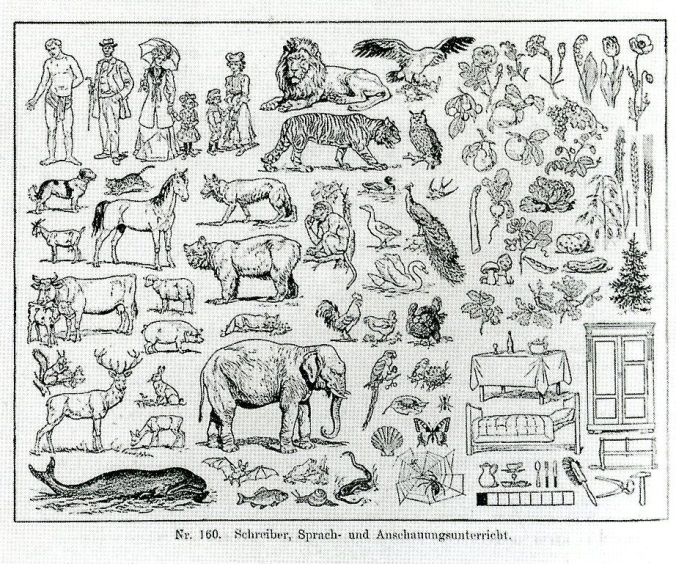 Nr. 160. Schreiber, Sprach- und Anschauungsunterricht.